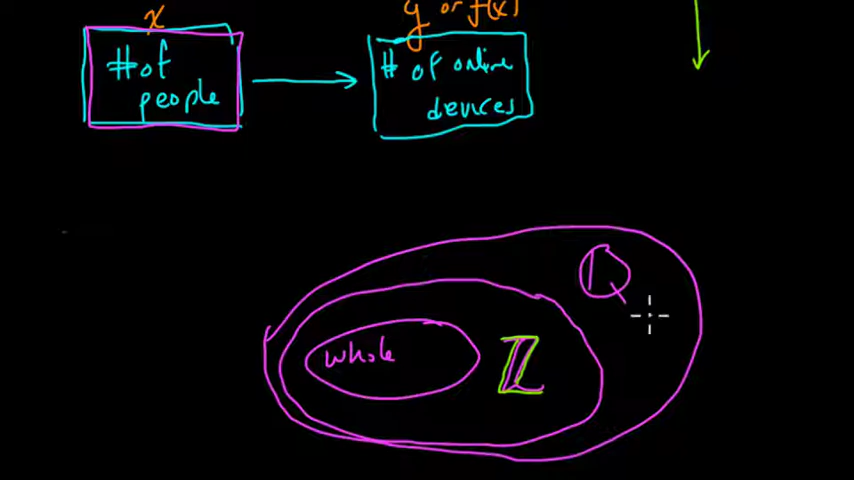 x
y or f(x)
# of
people
# of online
devices
ℚ
whole
ℤ